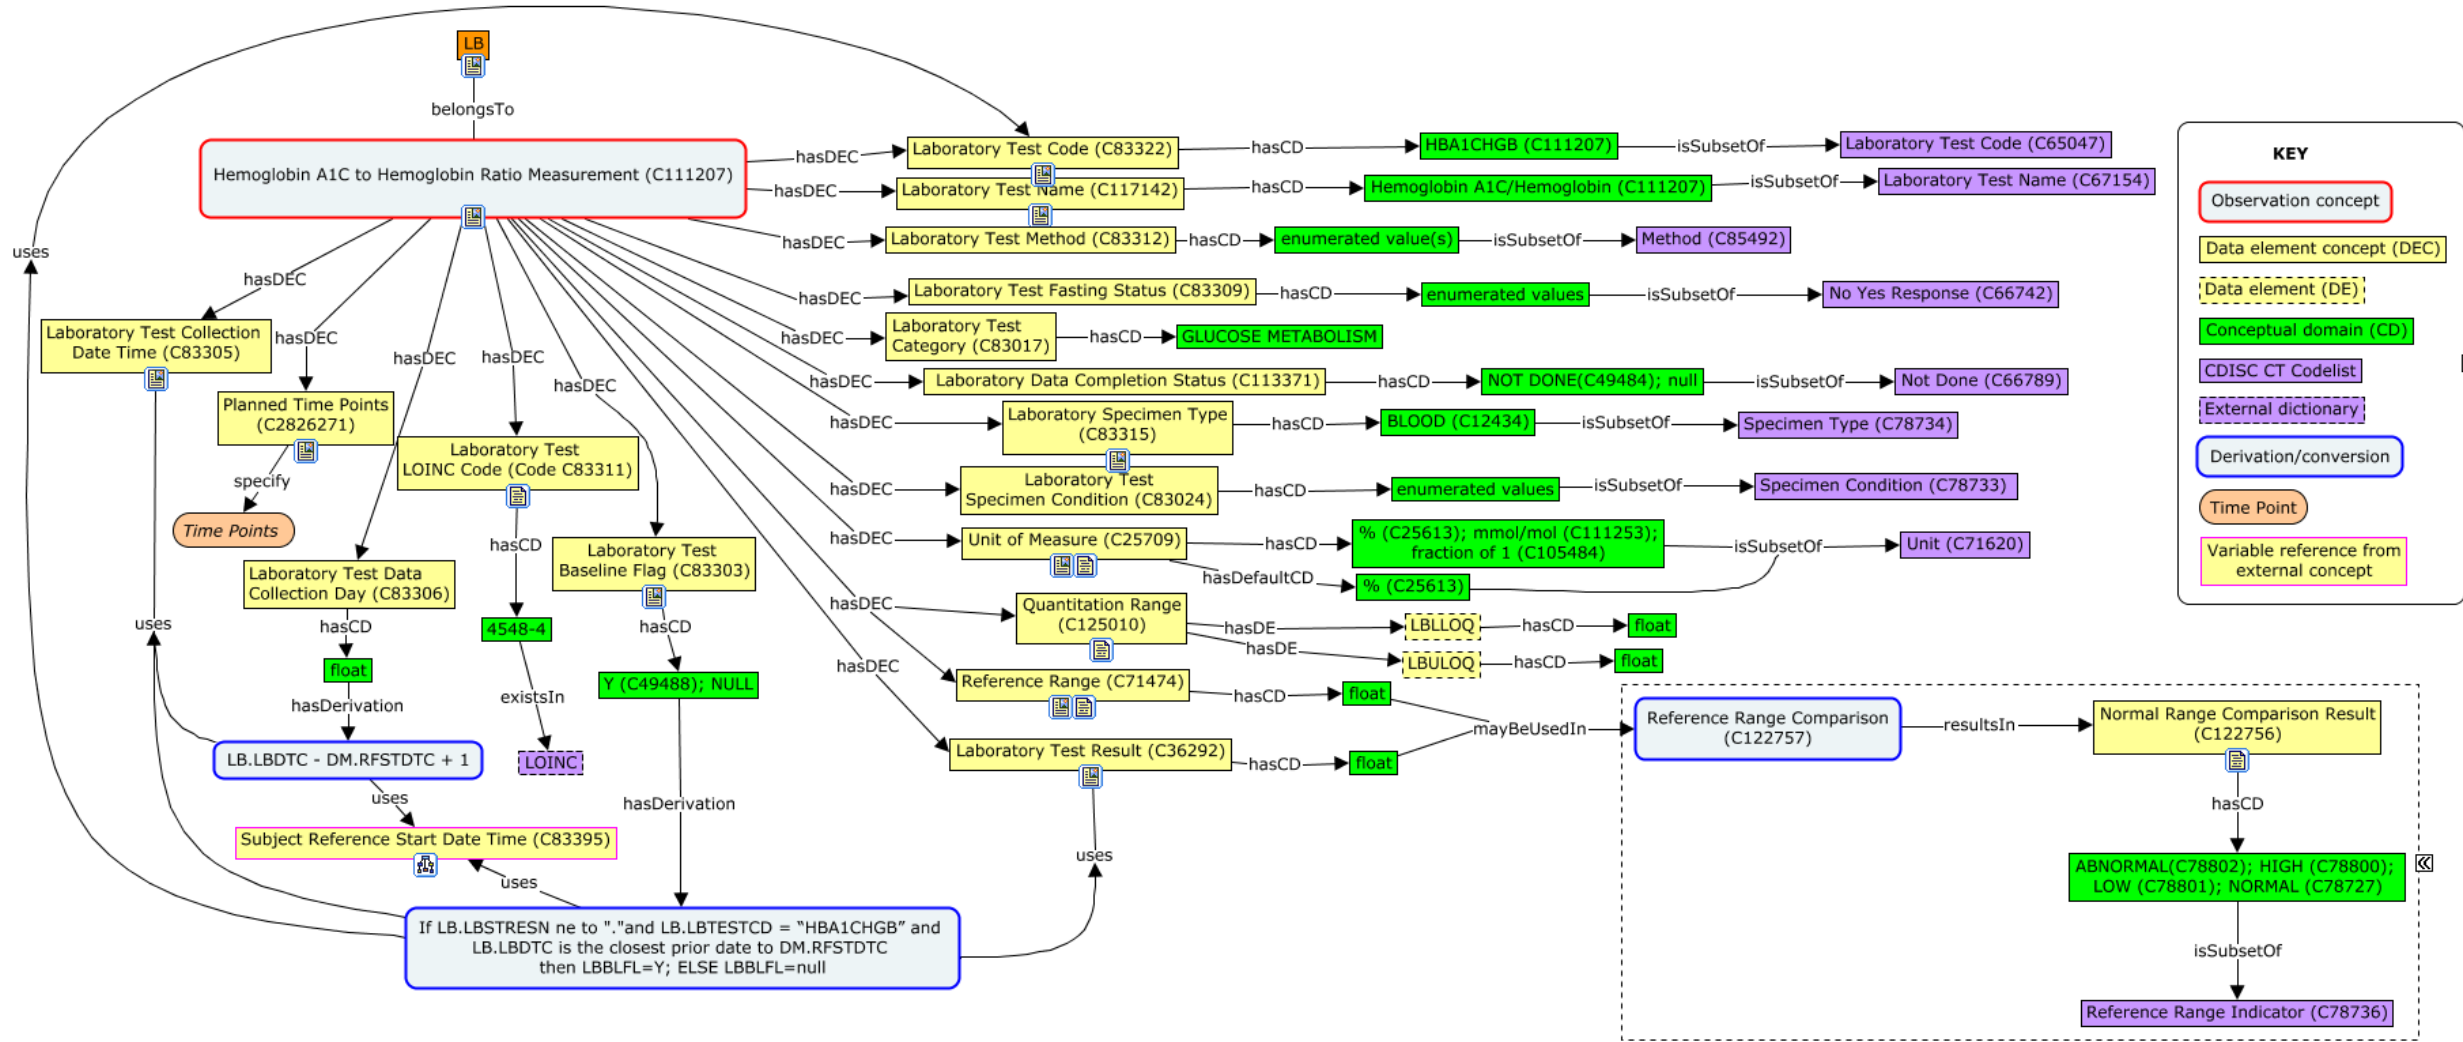 LB
belongsTo
Hemoglobin A1C to Hemoglobin Ratio Measurement (C111207)
hasDEC
Laboratory Test Code (C83322)
hasCD
HBA1CHGB (C111207)
isSubsetOf
Laboratory Test Code (C65047)
hasDEC
Laboratory Test Name (C117142)
hasCD
Hemoglobin A1C/Hemoglobin (C111207)
isSubsetOf
Laboratory Test Name (C67154)
hasDEC
Laboratory Test Method (C83312)
hasCD
enumerated value(s)
isSubsetOf
Method (C85492)
hasDEC
Laboratory Test Fasting Status (C83309)
hasCD
enumerated values
isSubsetOf
No Yes Response (C66742)
hasDEC
Laboratory Test
Category (C83017)
hasCD
GLUCOSE METABOLISM
hasDEC
Laboratory Data Completion Status (C113371)
hasCD
NOT DONE(C49484); null
isSubsetOf
Not Done (C66789)
hasDEC
Laboratory Specimen Type
(C83315)
hasCD
BLOOD (C12434)
isSubsetOf
Specimen Type (C78734)
hasDEC
Laboratory Test
Specimen Condition (C83024)
hasCD
enumerated values
isSubsetOf
Specimen Condition (C78733)
hasDEC
Unit of Measure (C25709)
hasCD
% (C25613); mmol/mol (C111253);
fraction of 1 (C105484)
isSubsetOf
Unit (C71620)
hasDefaultCD
% (C25613)
hasDEC
Quantitation Range
(C125010)
hasDE
LBLLOQ
hasCD
float
hasDE
LBULOQ
hasCD
float
hasDEC
Reference Range (C71474)
hasCD
float
Laboratory Test Result (C36292)
hasCD
float
mayBeUsedIn
Reference Range Comparison
(C122757)
resultsIn
Normal Range Comparison Result
(C122756)
hasCD
ABNORMAL(C78802); HIGH (C78800);
LOW (C78801); NORMAL (C78727)
isSubsetOf
Reference Range Indicator (C78736)
uses
hasDEC
Laboratory Test Collection
Date Time (C83305)
uses
hasDEC
Planned Time Points
(C2826271)
specify
Time Points
hasDEC
Laboratory Test Data
Collection Day (C83306)
hasCD
float
hasDerivation
LB.LBDTC - DM.RFSTDTC + 1
uses
Subject Reference Start Date Time (C83395)
uses
hasDEC
Laboratory Test
LOINC Code (Code C83311)
hasCD
4548-4
existsIn
LOINC
hasDEC
Laboratory Test
Baseline Flag (C83303)
hasCD
Y (C49488); NULL
hasDerivation
If LB.LBSTRESN ne to "."and LB.LBTESTCD = “HBA1CHGB” and
LB.LBDTC is the closest prior date to DM.RFSTDTC
then LBBLFL=Y; ELSE LBBLFL=null
uses
KEY
Observation concept
Data element concept (DEC)
Data element (DE)
Conceptual domain (CD)
CDISC CT Codelist
External dictionary
Derivation/conversion
Time Point
Variable reference from
external concept